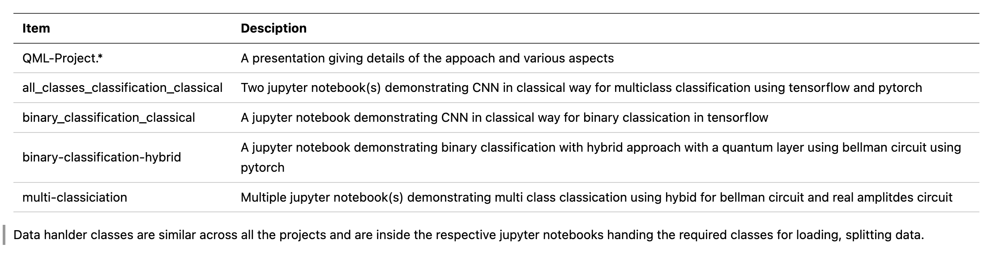 Item Desciption
QML-Project.* A presentation giving details of the appoach and various aspects
all_classes_classification_classical Two jupyter notebook(s) demonstrating CNN in classical way for multiclass classification using tensorflow and pytorch
binary_classification_classical A jupyter notebook demonstrating CNN in classical way for binary classication in tensorflow
binary-classification-hybrid A jupyter notebook demonstrating binary classification with hybrid approach with a quantum layer using bellman circuit using
pytorch
multi-classiciation Multiple jupyter notebook(s) demonstrating multi class classication using hybid for bellman circuit and real amplitdes circuit
Data hanlder classes are similar across all the projects and are inside the respective jupyter notebooks handing the required classes for loading, splitting data.